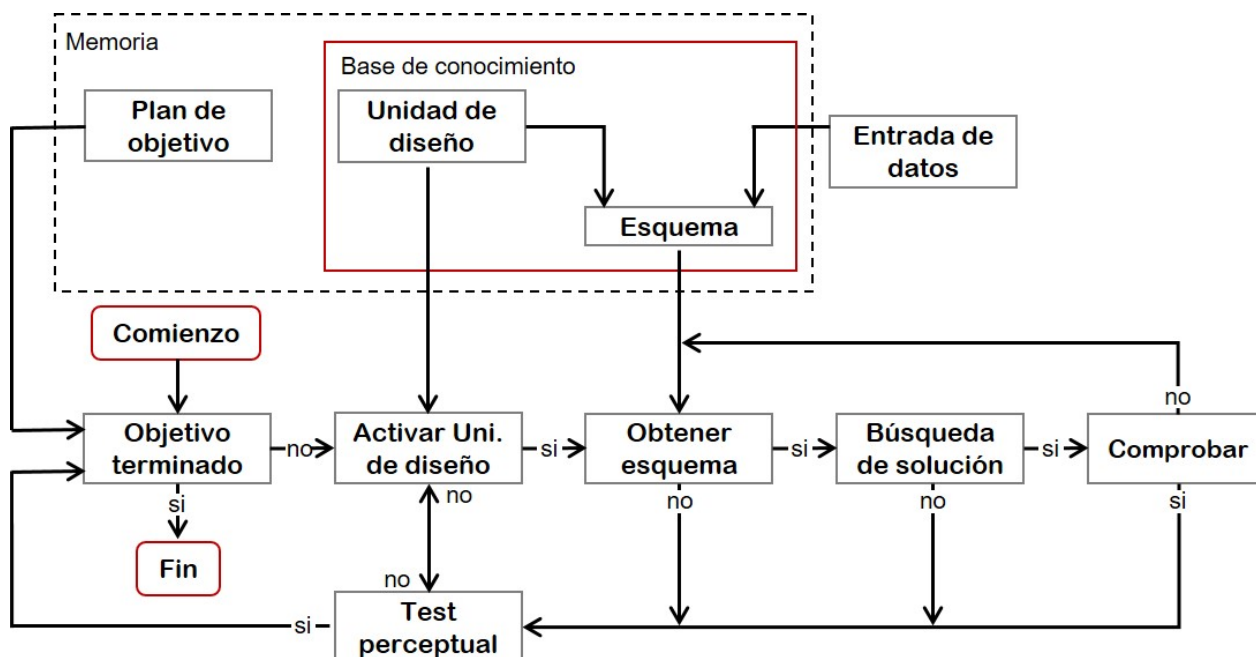 Memoria
Base de conocimiento
Plan de
objetivo
Unidad de
diseño
Entrada de
datos
Esquema
Comienzo
no
Objetivo
terminado
no
Activar Uni.
de diseño
si
Obtener
esquema
si
Búsqueda
de solución
si
Comprobar
si
no
no
no
si
Fin
no
si
Test
perceptual